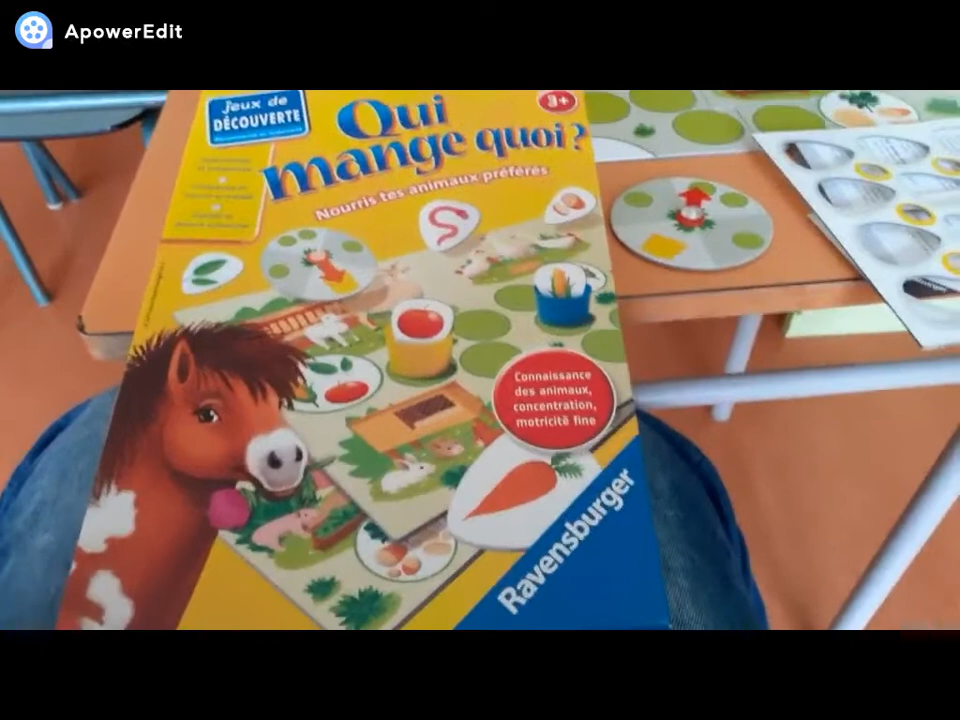 ApowerEdit
Jeux de
DÉCOUVERTE
Qui
mange quoi ?
3+
Nourris tes animaux préférés
Connaissance
des animaux,
concentration,
motricité fine
Ravensburger